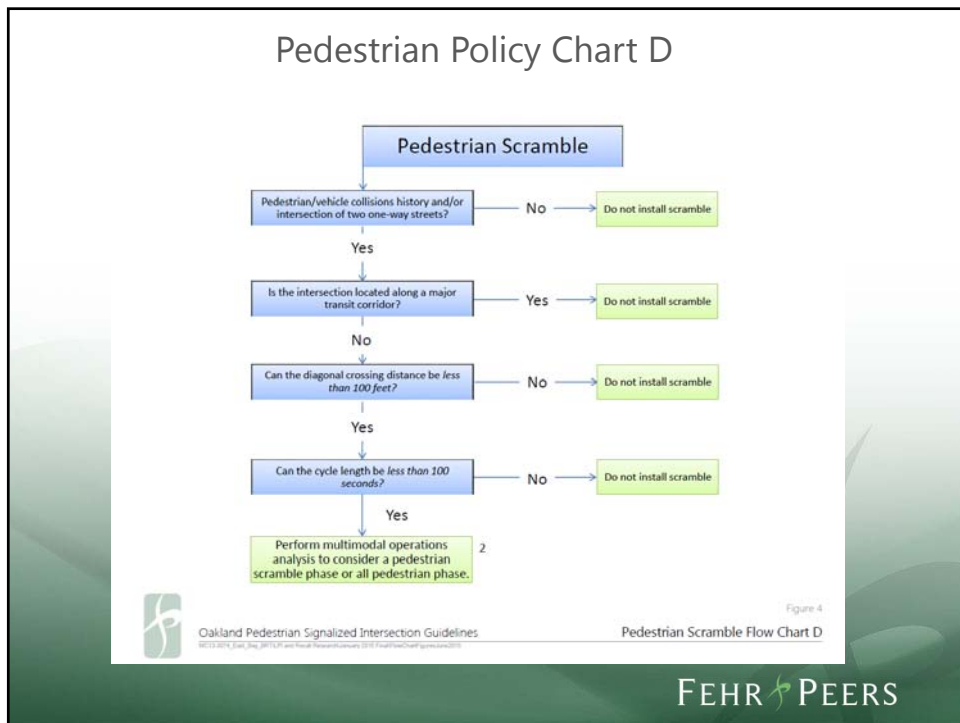 Pedestrian Policy Chart D
Pedestrian Scramble
Pedestrian/vehicle collisions history and/or
intersection of two one-way streets?
No
Do not install scramble
Yes
Is the intersection located along a major
transit corridor?
Yes
Do not install scramble
No
Can the diagonal crossing distance be less
than 100 feet?
No
Do not install scramble
Yes
Can the cycle length be less than 100
seconds?
No
Do not install scramble
Yes
Perform multimodal operations
analysis to consider a pedestrian
scramble phase or all pedestrian phase.
2
Figure 4
Oakland Pedestrian Signalized Intersection Guidelines
Pedestrian Scramble Flow Chart D
FEHR PEERS